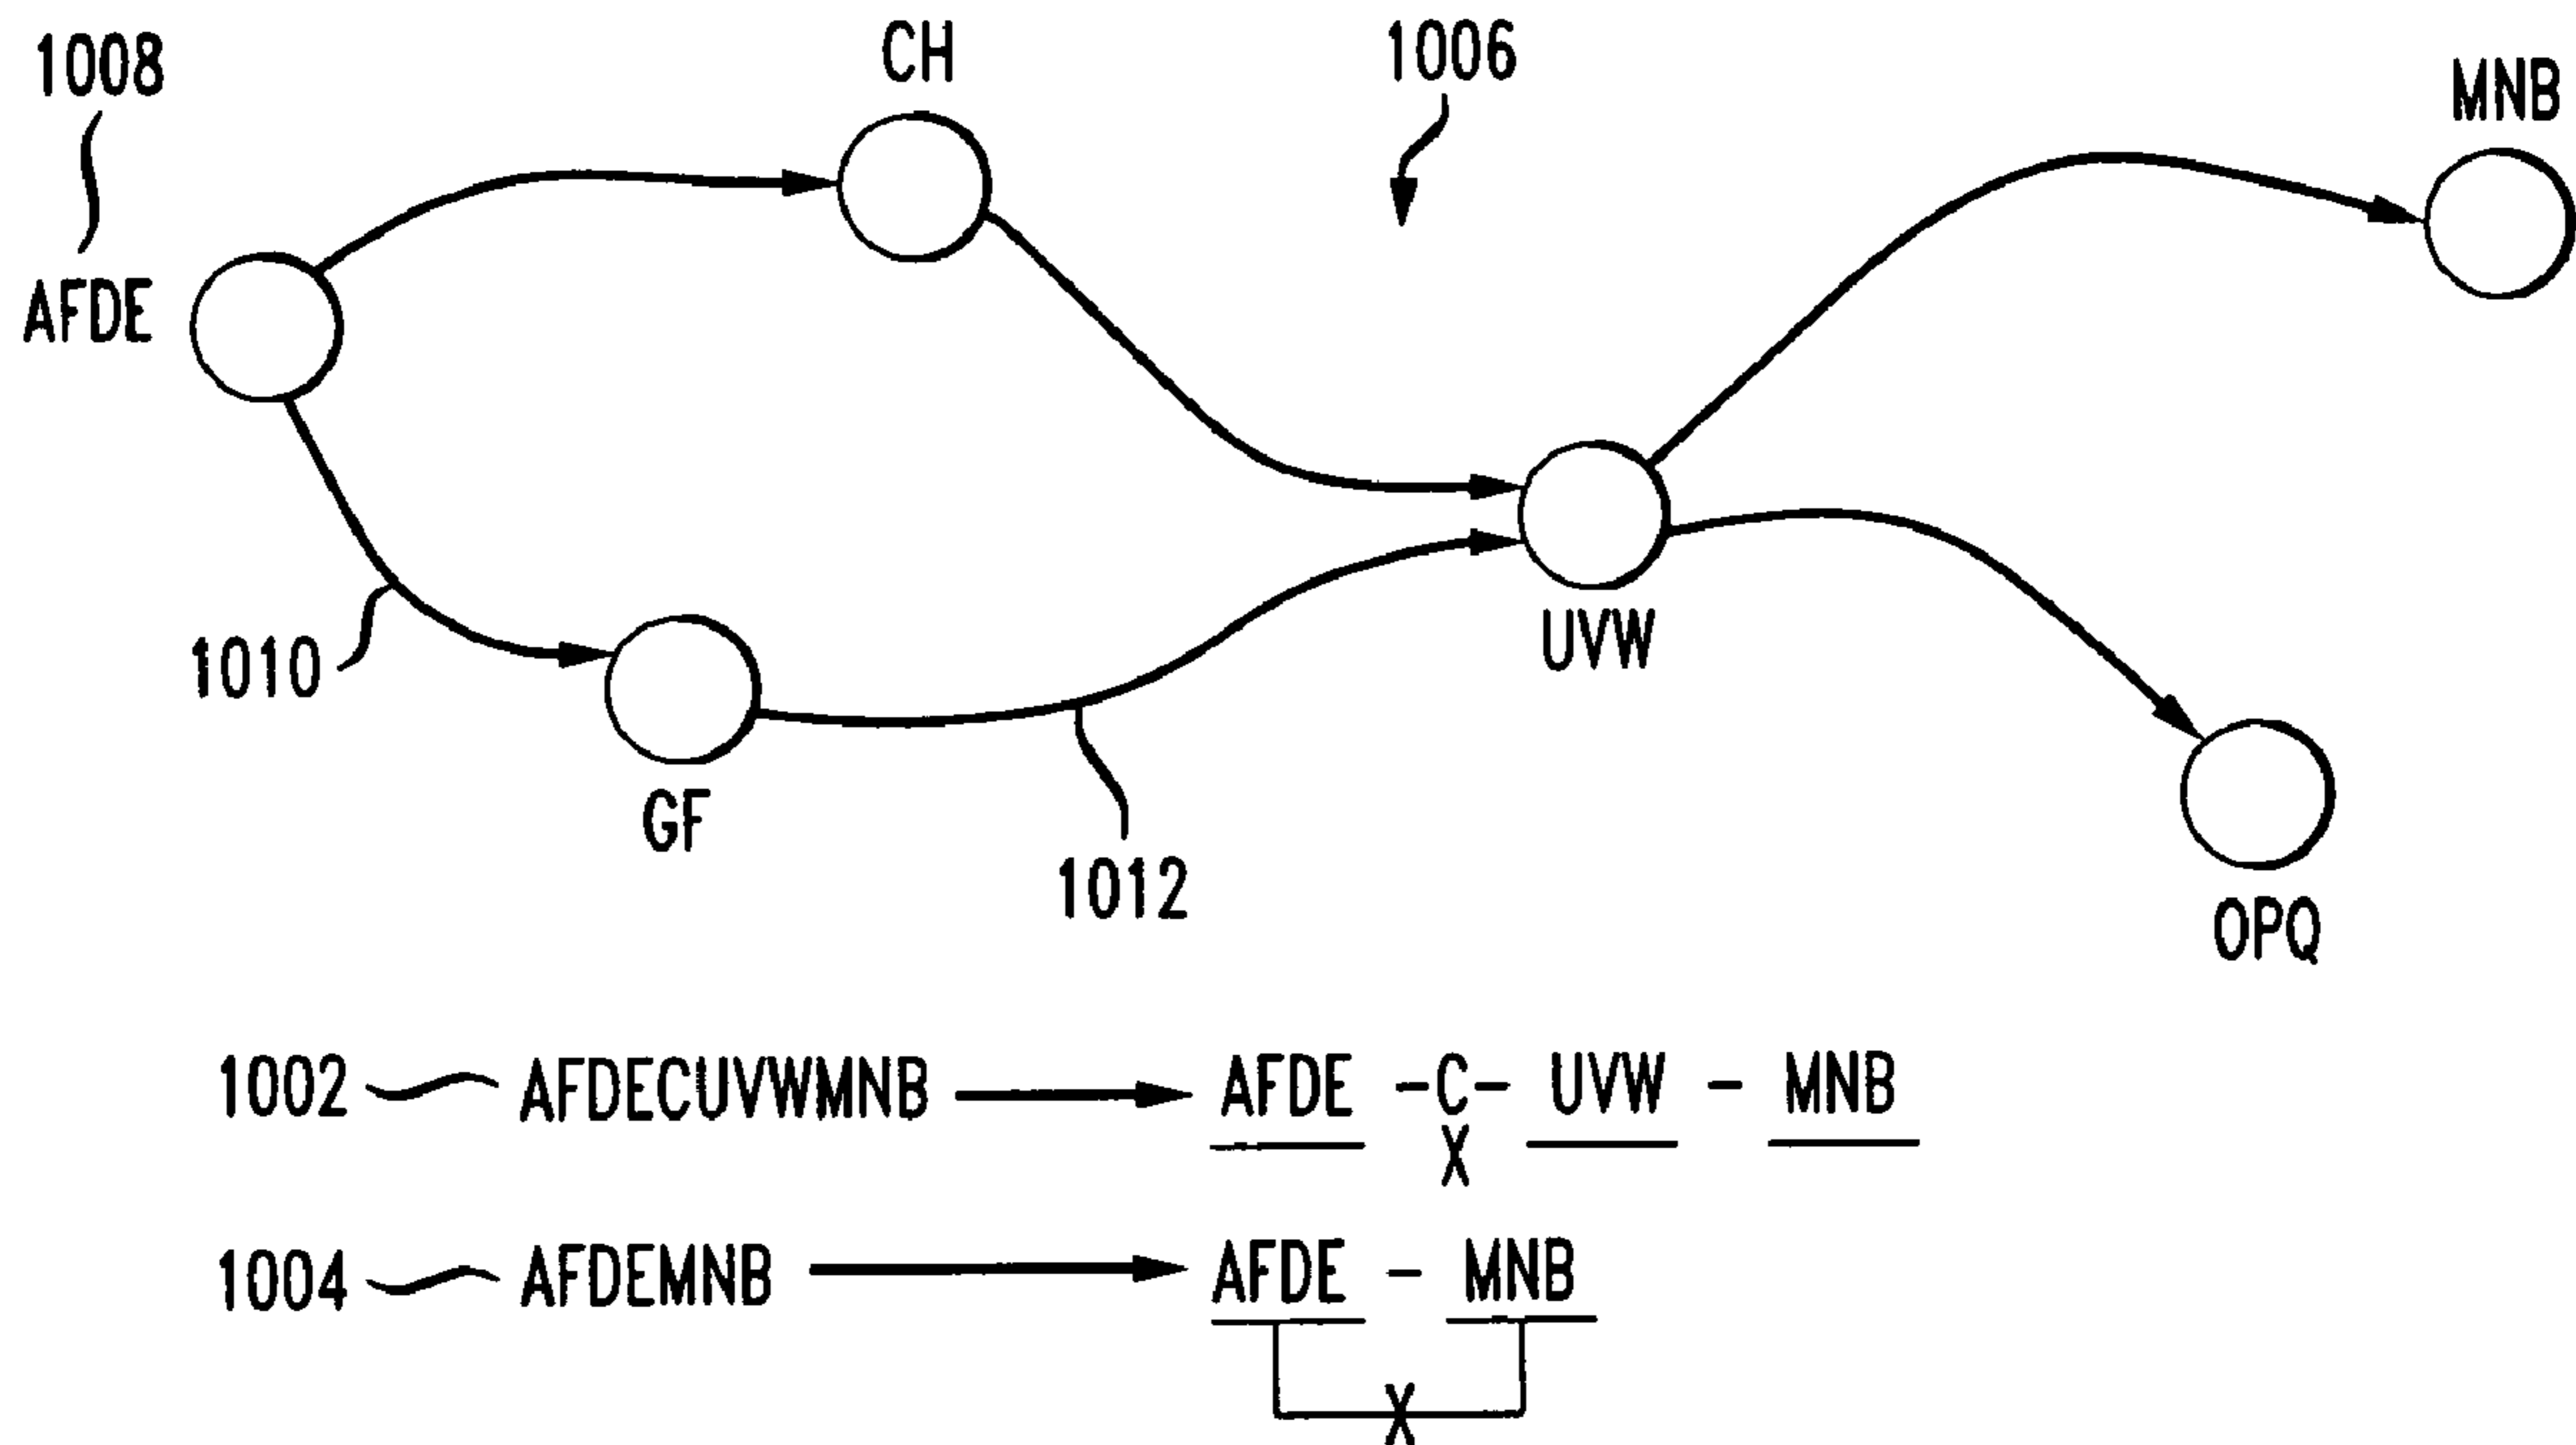 1008
CH
1006
MNB
AFDE
1010
UVW
GF
1012
OPQ
1002 AFDECUVWMNB AFDE -C- UVW - MNB
X
1004 AFDEMNB AFDE - MNB
X